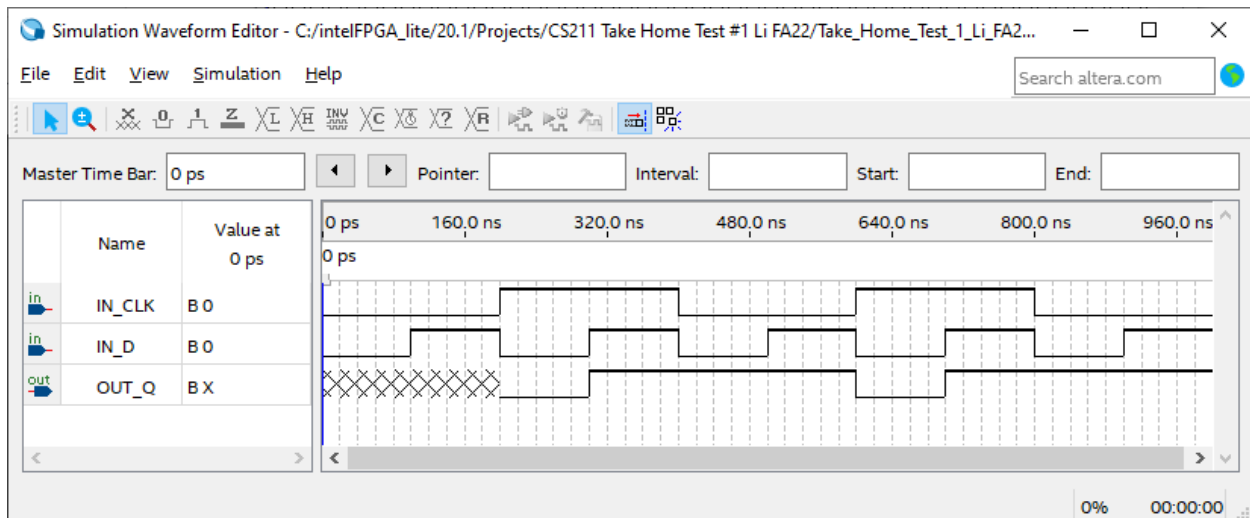 Simulation Waveform Editor - C:/intelFPGA_lite/20.1/Projects/CS211 Take Home Test #1 Li FA22/Take_Home_Test_1_Li_FA2...
File Edit View Simulation Help
Search altera.com
Master Time Bar: 0 ps
Pointer:
Interval:
Start:
End:
Name
Value at
0 ps
0 ps 160.0 ns 320.0 ns 480.0 ns 640.0 ns 800.0 ns 960.0 ns
0 ps
in IN_CLK B 0
in IN_D B 0
out OUT_Q B X
0% 00:00:00